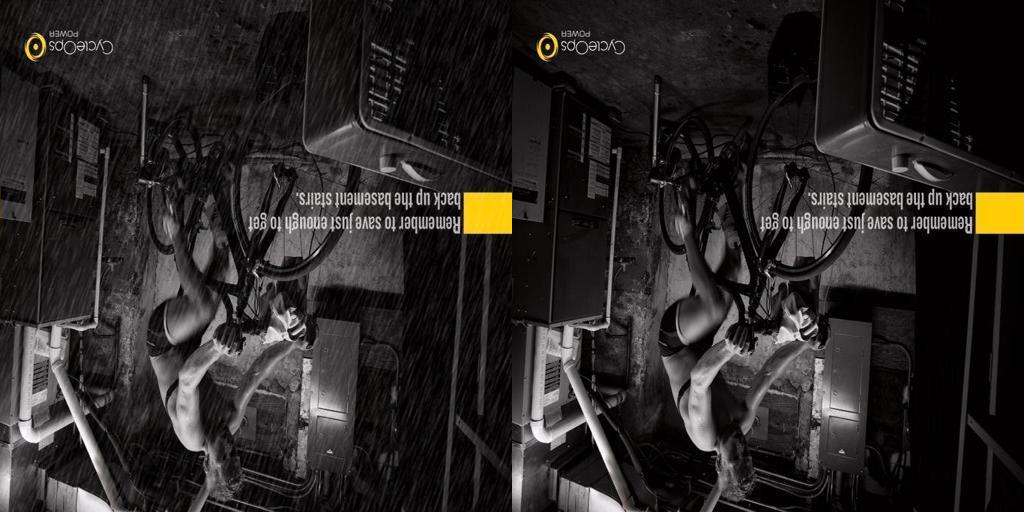 Remember to save just enough to get
back up the basement stairs.
CycleOps
POWER
Remember to save just enough to get
back up the basement stairs.
CycleOps
POWER